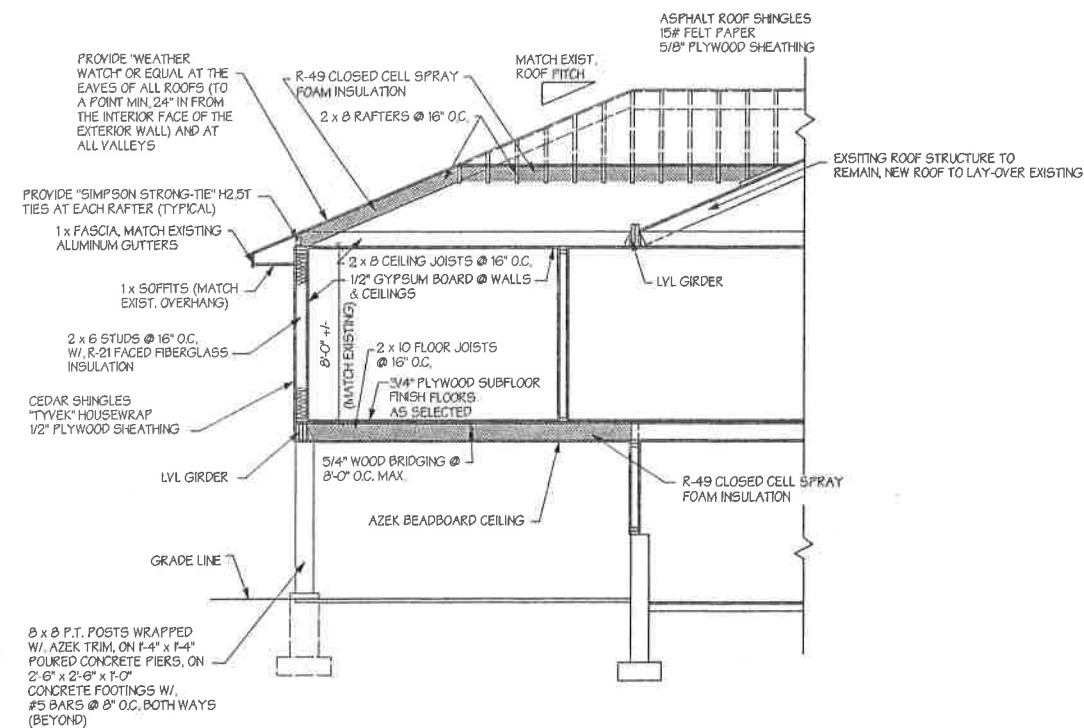 ASPHALT ROOF SHINGLES
15# FELT PAPER
5/8" PLYWOOD SHEATHING
PROVIDE "WEATHER
WATCH" OR EQUAL AT THE
EAVES OF ALL ROOFS (TO
A POINT MIN. 24" IN FROM
THE INTERIOR FACE OF THE
EXTERIOR WALL) AND AT
ALL VALLEYS
R-49 CLOSED CELL SPRAY
FOAM INSULATION
2 x 8 RAFTERS @ 16" O.C.
MATCH EXIST.
ROOF PITCH
EXSITING ROOF STRUCTURE TO
REMAIN, NEW ROOF TO LAY-OVER EXISTING
PROVIDE "SIMPSON STRONG-TIE" H2.5T
TIES AT EACH RAFTER (TYPICAL)
1 x FASCIA, MATCH EXISTING
ALUMINUM GUTTERS
1 x SOFFITS (MATCH
EXIST. OVERHANG)
2 x 8 CEILING JOISTS @ 16" O.C.
1/2" GYPSUM BOARD @ WALLS
& CEILINGS
LVL GIRDER
8'-0" +/-
(MATCH EXISTING)
2 x 6 STUDS @ 16" O.C.
W/. R-21 FACED FIBERGLASS
INSULATION
2 x 10 FLOOR JOISTS
@ 16" O.C.
3/4" PLYWOOD SUBFLOOR
FINISH FLOORS
AS SELECTED
CEDAR SHINGLES
"TYVEK" HOUSEWRAP
1/2" PLYWOOD SHEATHING
LVL GIRDER
5/4" WOOD BRIDGING @
8'-0" O.C. MAX.
R-49 CLOSED CELL SPRAY
FOAM INSULATION
AZEK BEADBOARD CEILING
GRADE LINE
8 x 8 P.T. POSTS WRAPPED
W/. AZEK TRIM, ON 1'-4" x 1'-4"
POURED CONCRETE PIERS, ON
2'-6" x 2'-6" x 1'-0"
CONCRETE FOOTINGS W/.
#5 BARS @ 8" O.C. BOTH WAYS
(BEYOND)